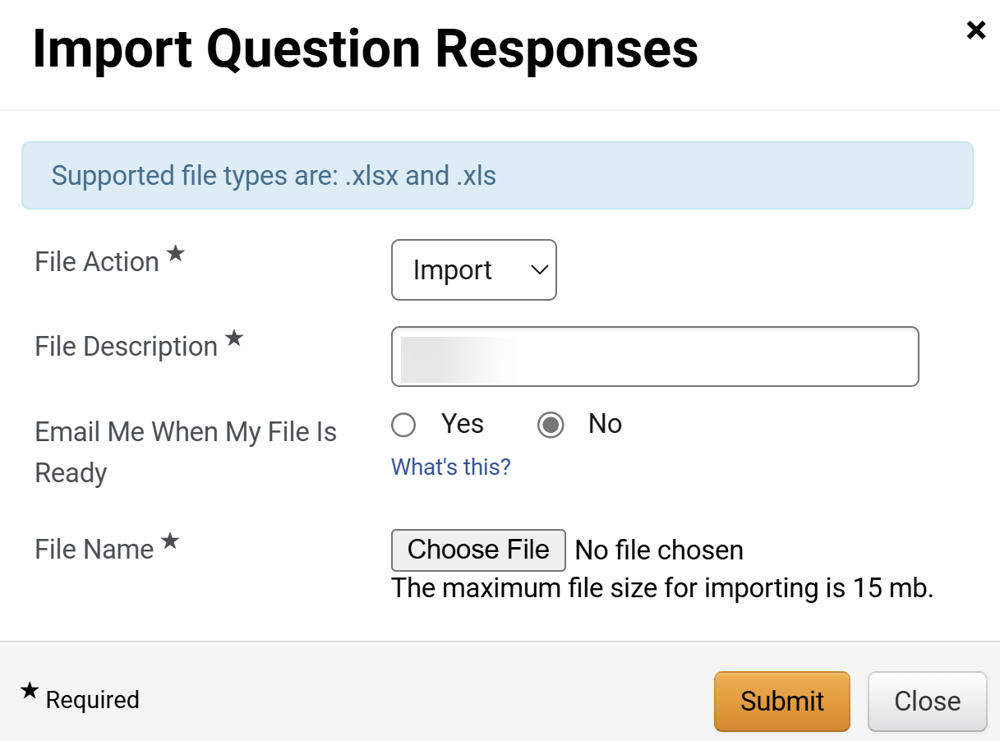 Import Question Responses
Supported file types are: .xlsx and .xls
File Action ★
Import
File Description ★
Email Me When My File Is
Ready
Yes
No
What's this?
File Name ★
Choose File No file chosen
The maximum file size for importing is 15 mb.
★ Required
Submit
Close